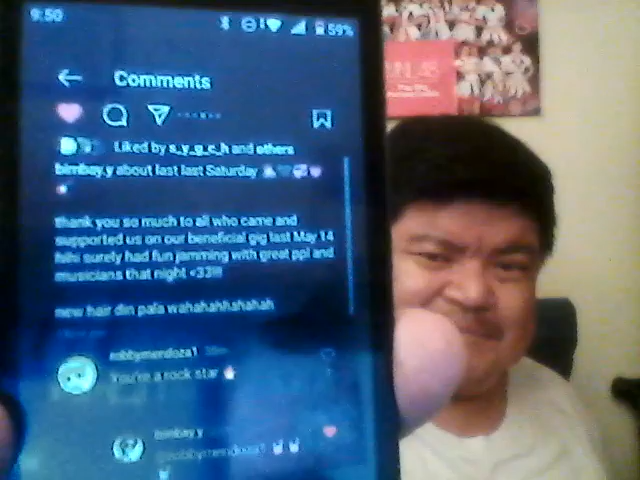 9:50
59%
Comments
Liked by s_y_g_c_h and others
bimbay.y about last last Saturday
thank you so much to all who came and
supported us on our beneficial gig last May 14
hihi surely had fun jamming with great ppl and
musicians that night <33!!!
new hair din pala wahahahhahahah
robbymendoza1
You're a rock star
bimbay.y
@robbymendoza1
MNL48